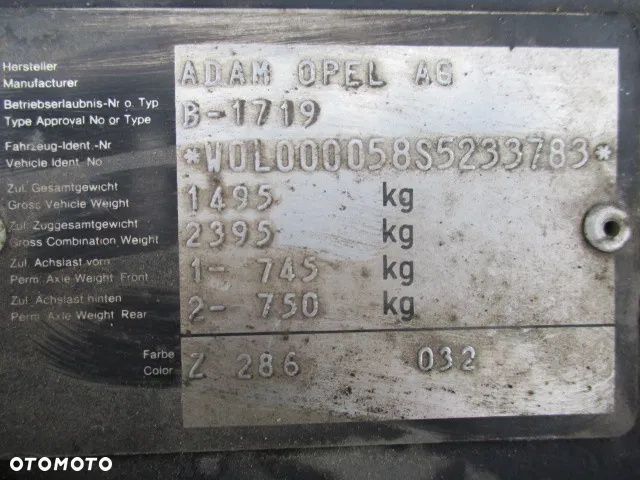 Hersteller
Manufacturer
ADAM OPEL AG
Betriebserlaubnis-Nr o. Typ
Type Approval No or Type
B-1719
Fahrzeug-Ident.-Nr
Vehicle Ident. No
*W0L000058S5233783*
Zul. Gesamtgewicht
Gross Vehicle Weight
1495 kg
Zul. Zuggesamtgewicht
Gross Combination Weight
2395 kg
Zul. Achslast vorn
Perm. Axle Weight Front
1- 745 kg
Zul. Achslast hinten
Perm. Axle Weight Rear
2- 750 kg
Farbe
Color
Z 286 032
OTOMOTO